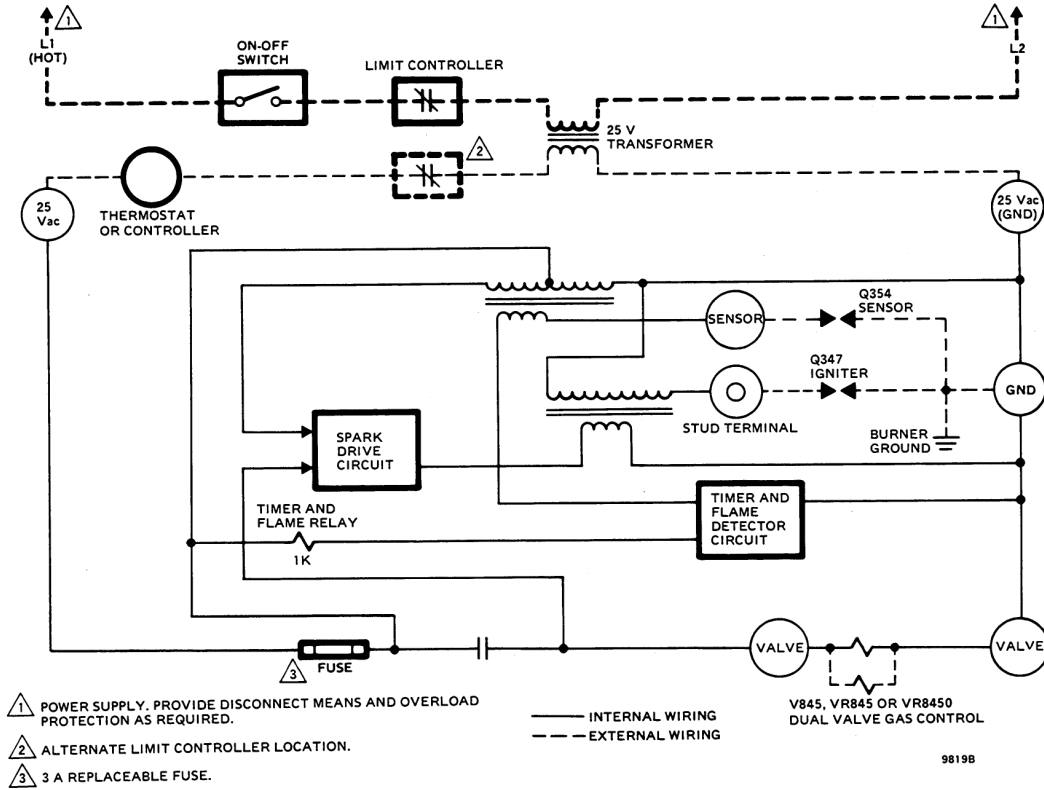 1
L1
(HOT)
ON-OFF
SWITCH
LIMIT CONTROLLER
1
L2
25 V
TRANSFORMER
2
25
Vac
THERMOSTAT
OR CONTROLLER
25 Vac
(GND)
SENSOR
Q354
SENSOR
Q347
IGNITER
GND
STUD TERMINAL
BURNER
GROUND
SPARK
DRIVE
CIRCUIT
TIMER AND
FLAME RELAY
1K
TIMER AND
FLAME
DETECTOR
CIRCUIT
3
FUSE
VALVE
VALVE
V845, VR845 OR VR8450
DUAL VALVE GAS CONTROL
1 POWER SUPPLY. PROVIDE DISCONNECT MEANS AND OVERLOAD
PROTECTION AS REQUIRED.
2 ALTERNATE LIMIT CONTROLLER LOCATION.
3 3 A REPLACEABLE FUSE.
INTERNAL WIRING
EXTERNAL WIRING
9819B